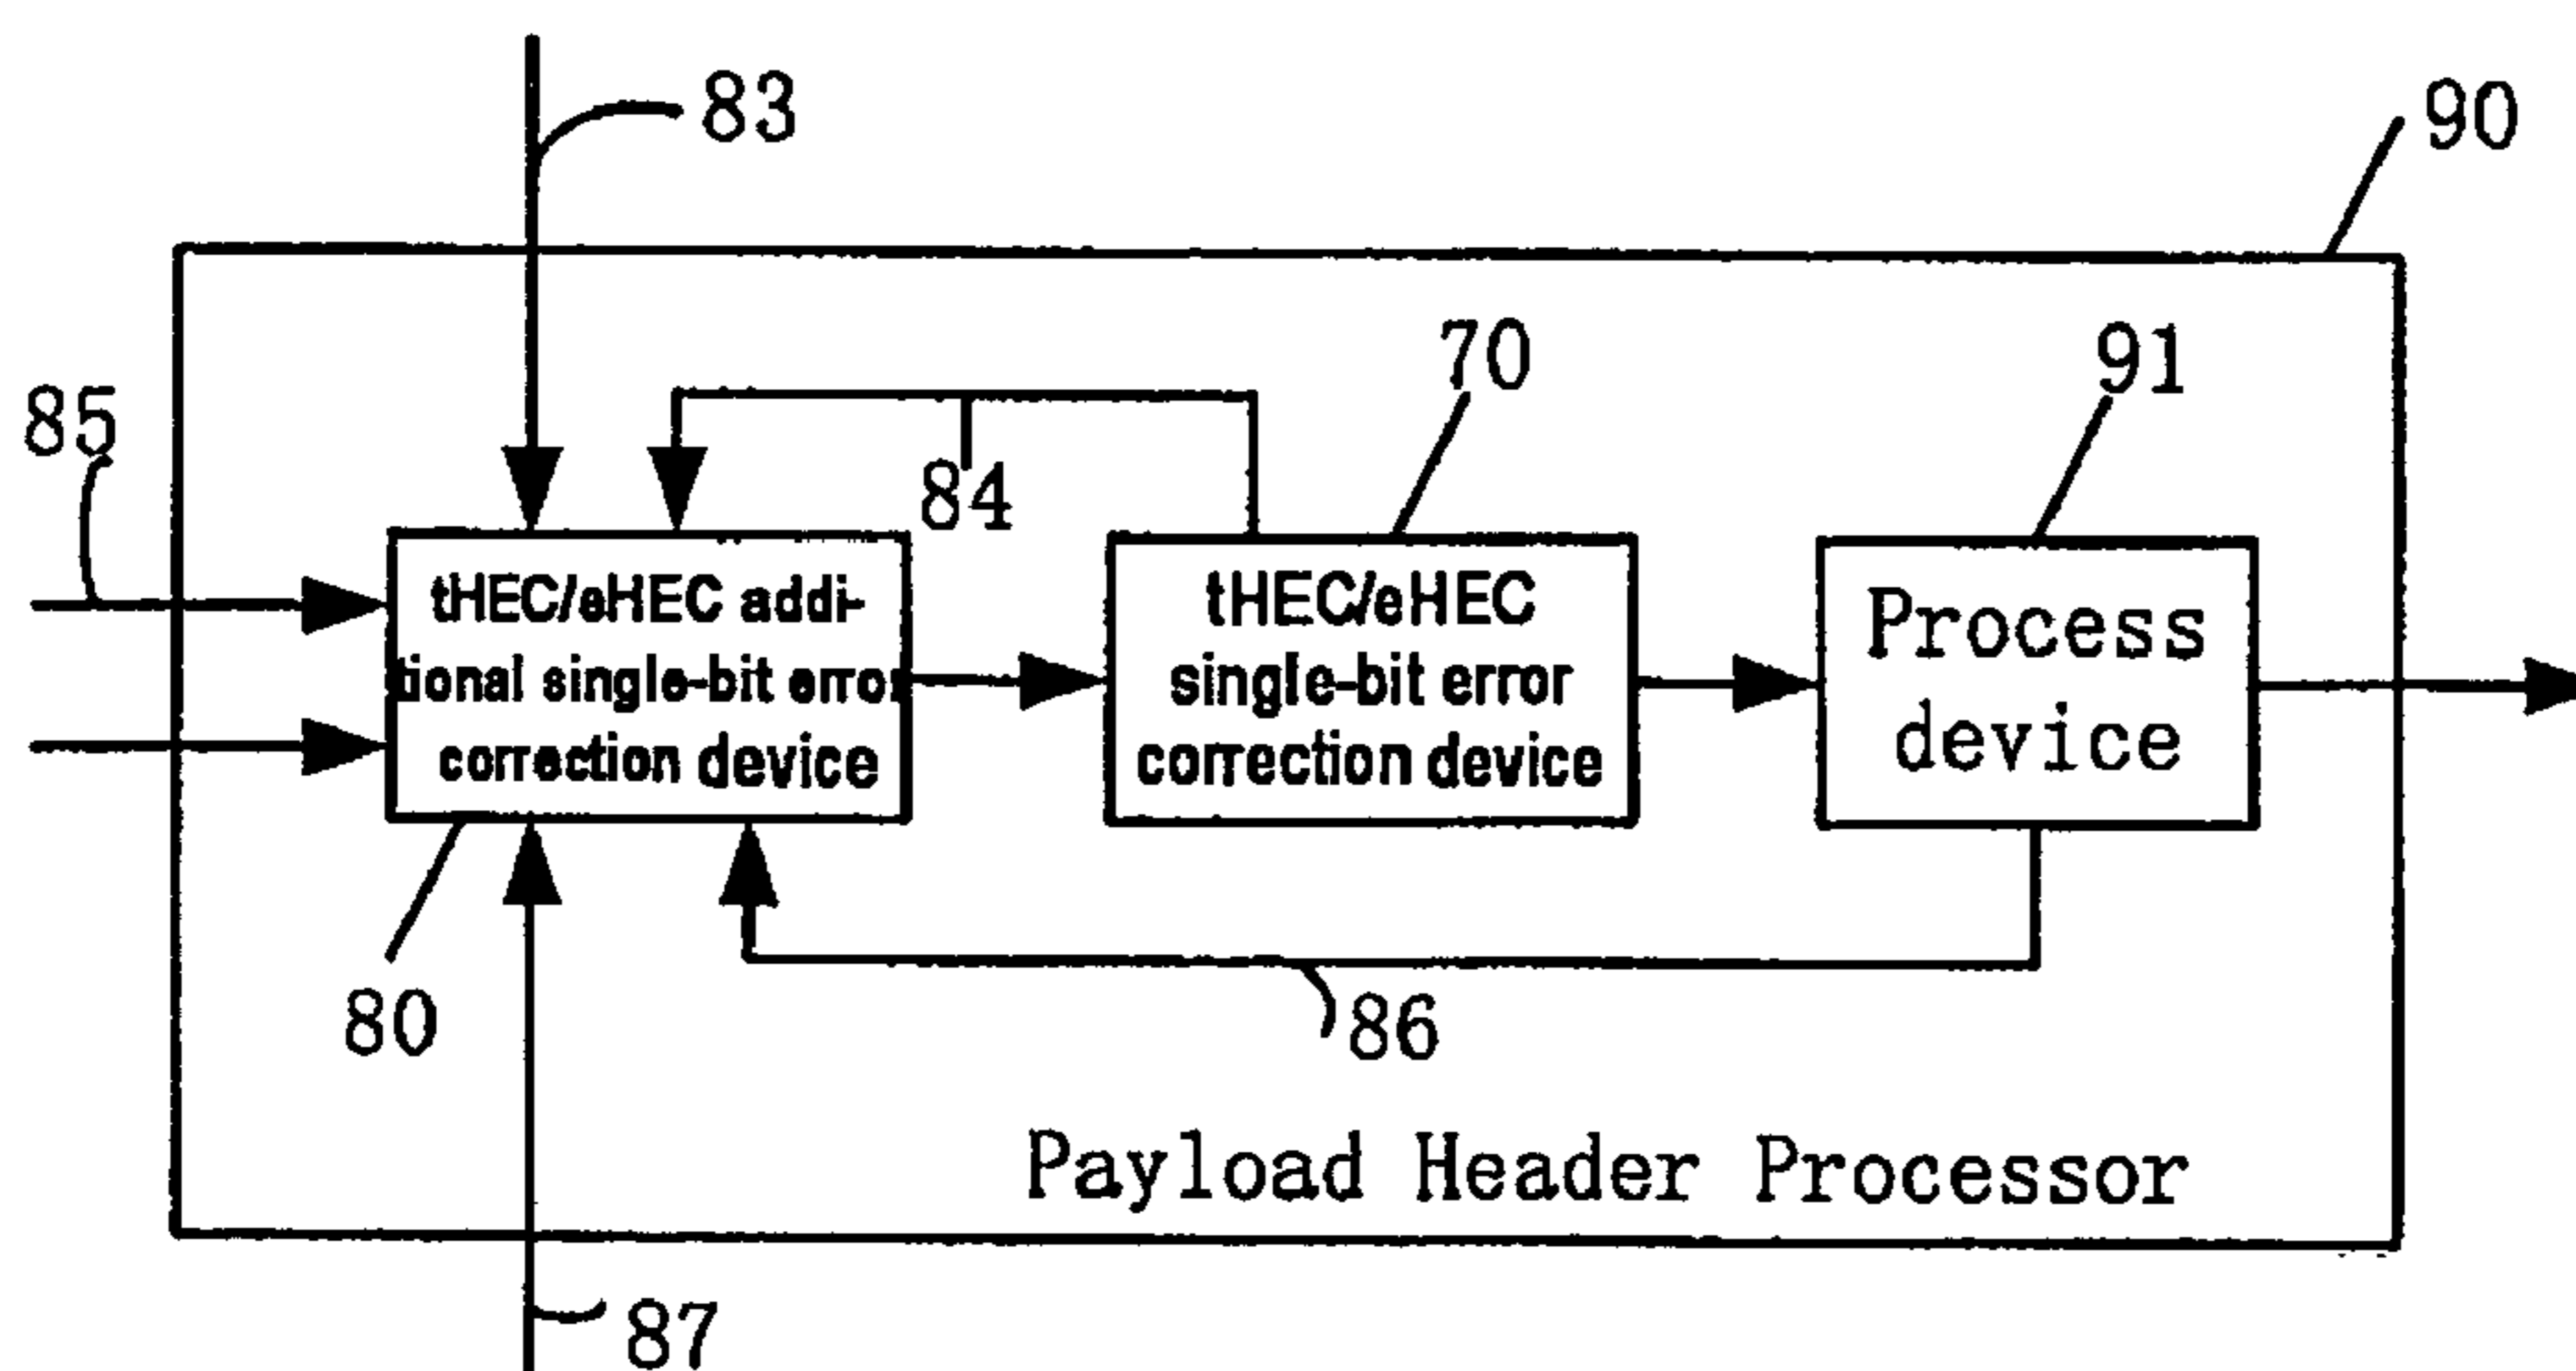 83
90
85
84
70
91
tHEC/eHEC addi-
tional single-bit error
correction device
tHEC/eHEC
single-bit error
correction device
Process
device
80
86
Payload Header Processor
87